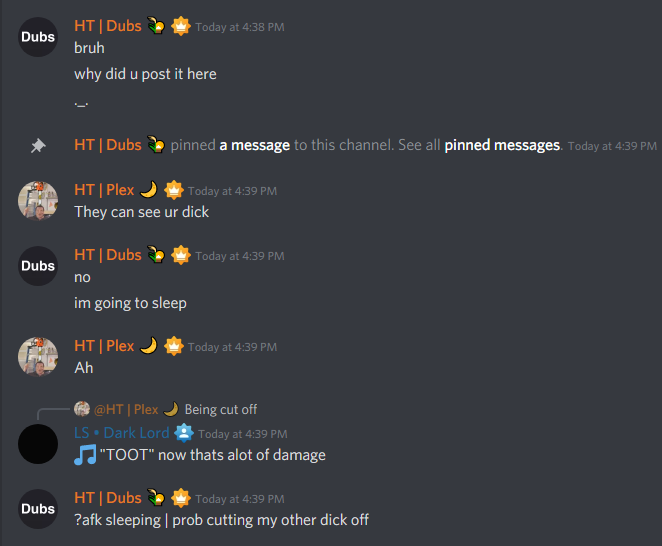 Dubs
HT | Dubs Today at 4:38 PM
bruh
why did u post it here
._.
HT | Dubs pinned a message to this channel. See all pinned messages. Today at 4:39 PM
HT | Plex Today at 4:39 PM
They can see ur dick
Dubs
HT | Dubs Today at 4:39 PM
no
im going to sleep
HT | Plex Today at 4:39 PM
Ah
@HT | Plex Being cut off
LS • Dark Lord Today at 4:39 PM
"TOOT" now thats alot of damage
Dubs
HT | Dubs Today at 4:39 PM
?afk sleeping | prob cutting my other dick off